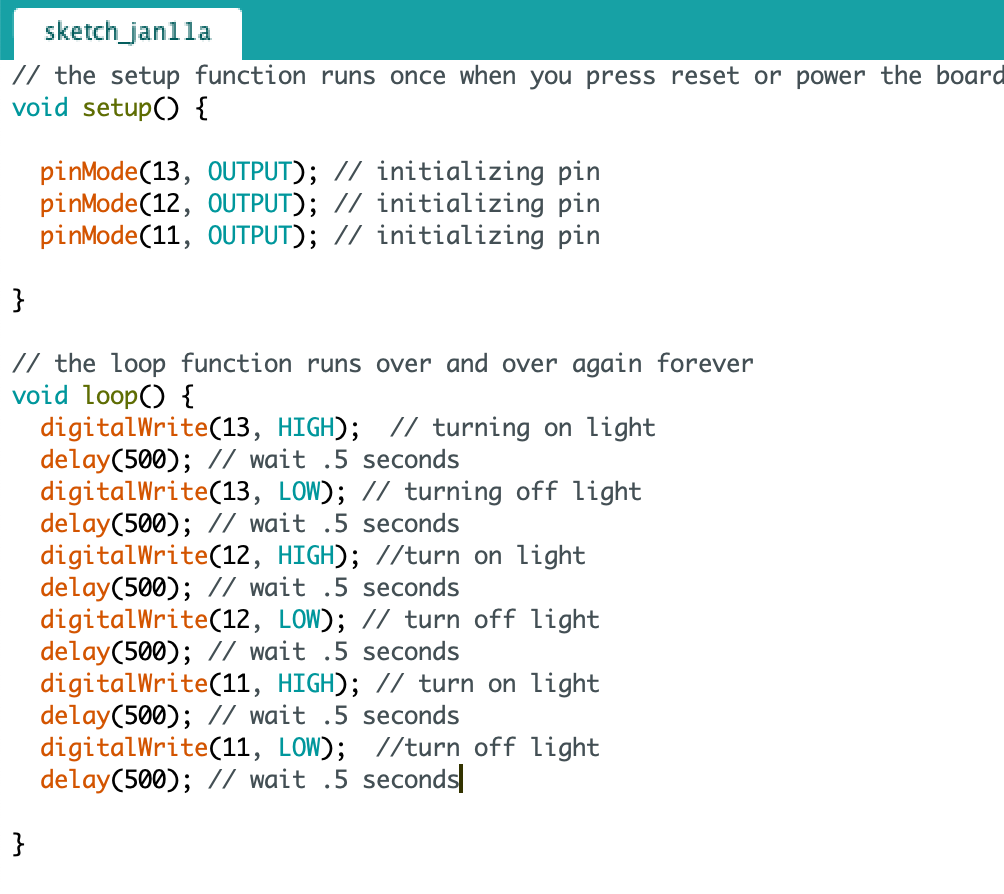 sketch_jan11a
// the setup function runs once when you press reset or power the board
void setup() {
  pinMode(13, OUTPUT); // initializing pin
  pinMode(12, OUTPUT); // initializing pin
  pinMode(11, OUTPUT); // initializing pin
}
// the loop function runs over and over again forever
void loop() {
  digitalWrite(13, HIGH);  // turning on light
  delay(500); // wait .5 seconds
  digitalWrite(13, LOW); // turning off light
  delay(500); // wait .5 seconds
  digitalWrite(12, HIGH); //turn on light
  delay(500); // wait .5 seconds
  digitalWrite(12, LOW); // turn off light
  delay(500); // wait .5 seconds
  digitalWrite(11, HIGH); // turn on light
  delay(500); // wait .5 seconds
  digitalWrite(11, LOW);  //turn off light
  delay(500); // wait .5 seconds
}